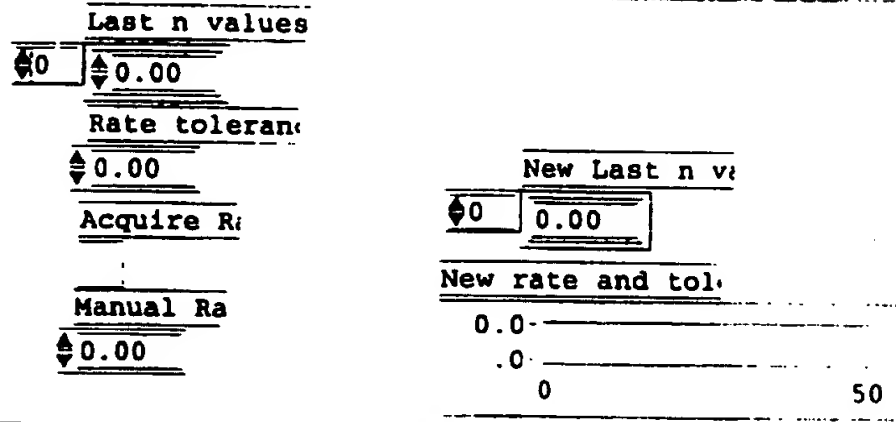 Last n values
0 0.00
Rate toleran
0.00
Acquire R
Manual Ra
0.00
New Last n v
0 0.00
New rate and tol
0.0
.0
0 50